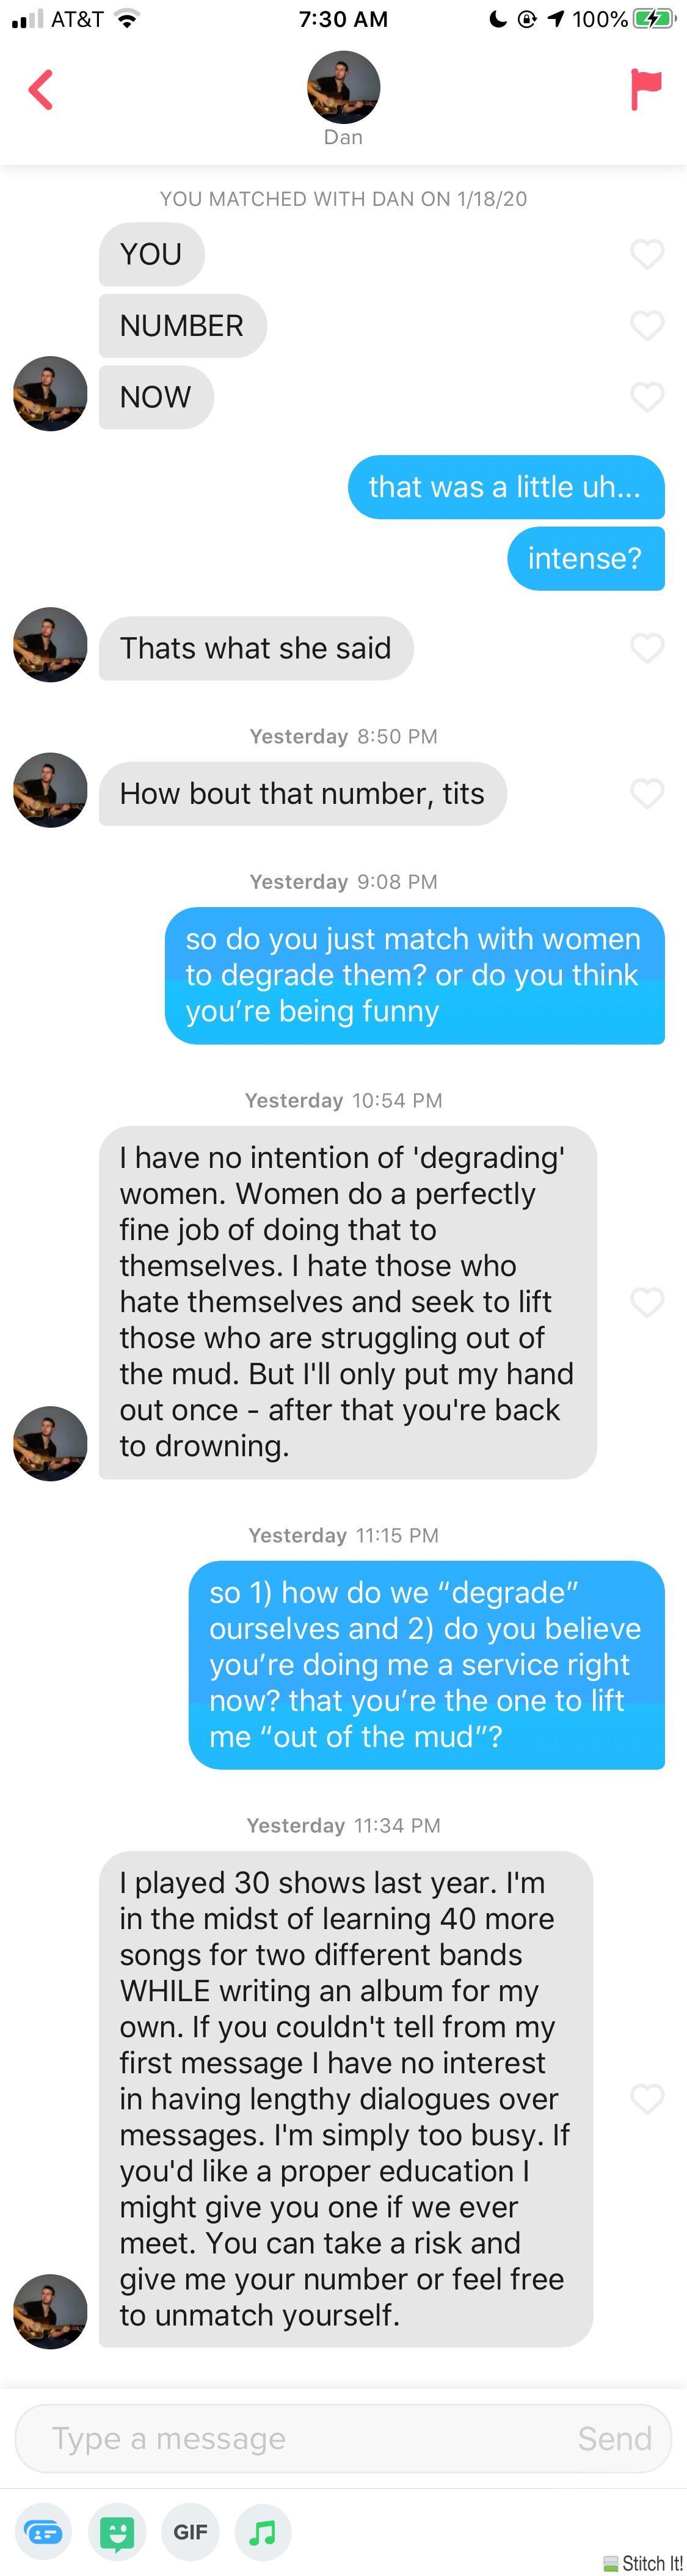 AT&T
7:30 AM
100%
Dan
YOU MATCHED WITH DAN ON 1/18/20
YOU
NUMBER
NOW
that was a little uh...
intense?
Thats what she said
Yesterday 8:50 PM
How bout that number, tits
Yesterday 9:08 PM
so do you just match with women
to degrade them? or do you think
you’re being funny
Yesterday 10:54 PM
I have no intention of 'degrading'
women. Women do a perfectly
fine job of doing that to
themselves. I hate those who
hate themselves and seek to lift
those who are struggling out of
the mud. But I'll only put my hand
out once - after that you're back
to drowning.
Yesterday 11:15 PM
so 1) how do we “degrade”
ourselves and 2) do you believe
you’re doing me a service right
now? that you’re the one to lift
me “out of the mud”?
Yesterday 11:34 PM
I played 30 shows last year. I'm
in the midst of learning 40 more
songs for two different bands
WHILE writing an album for my
own. If you couldn't tell from my
first message I have no interest
in having lengthy dialogues over
messages. I'm simply too busy. If
you'd like a proper education I
might give you one if we ever
meet. You can take a risk and
give me your number or feel free
to unmatch yourself.
Type a message
Send
GIF
Stitch It!